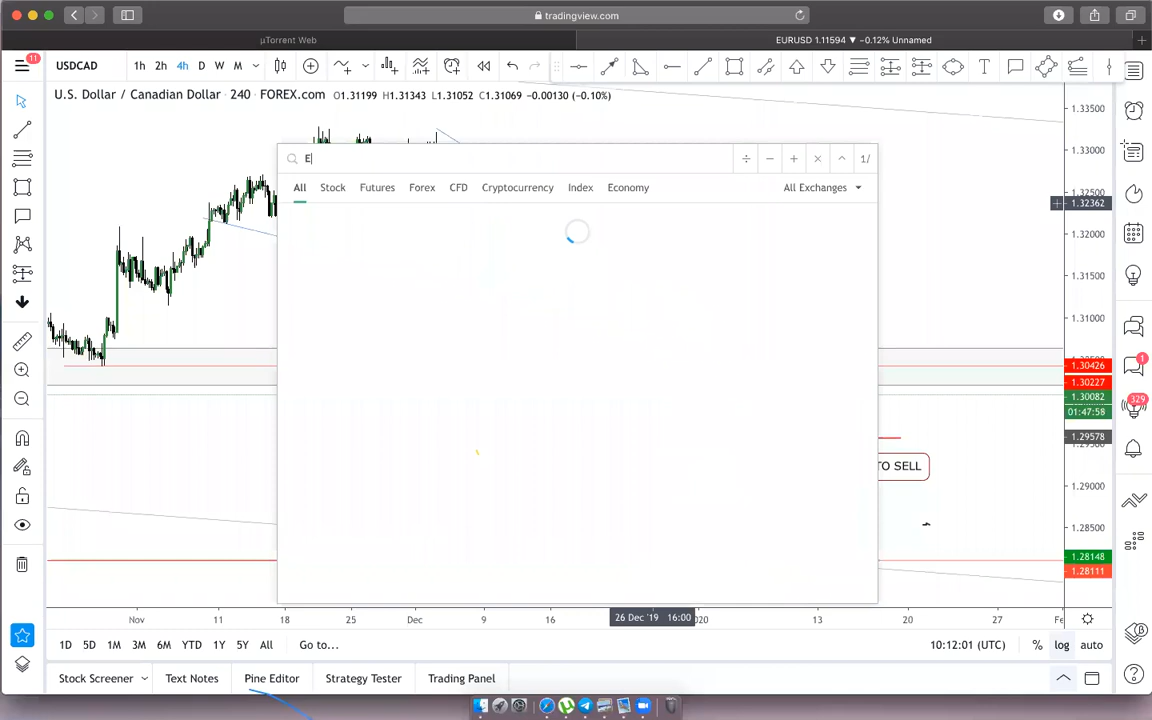 tradingview.com
µTorrent Web
EURUSD 1.11594 ▼ −0.12% Unnamed
11
USDCAD
1h 2h 4h D W M
U.S. Dollar / Canadian Dollar · 240 · FOREX.com O1.31199 H1.31343 L1.31052 C1.31069 −0.00130 (−0.10%)
E
1/
All Stock Futures Forex CFD Cryptocurrency Index Economy All Exchanges
1.33500
1.33000
1.32500
1.32362
1.32000
1.31500
1.31000
1.30426
1.30227
1.30082
01:47:58
1.29578
1.29000
1.28500
1.28148
1.28111
TO SELL
1
329
Nov 11 18 25 Dec 9 16 26 Dec '19 16:00 2020 13 20 27 Fe
1D 5D 1M 3M 6M YTD 1Y 5Y All Go to... 10:12:01 (UTC) % log auto
Stock Screener Text Notes Pine Editor Strategy Tester Trading Panel